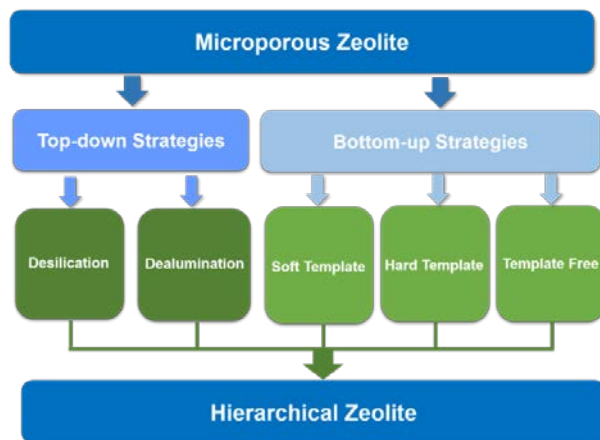 Microporous Zeolite
Top-down Strategies
Bottom-up Strategies
Desilication
Dealumination
Soft Template
Hard Template
Template Free
Hierarchical Zeolite